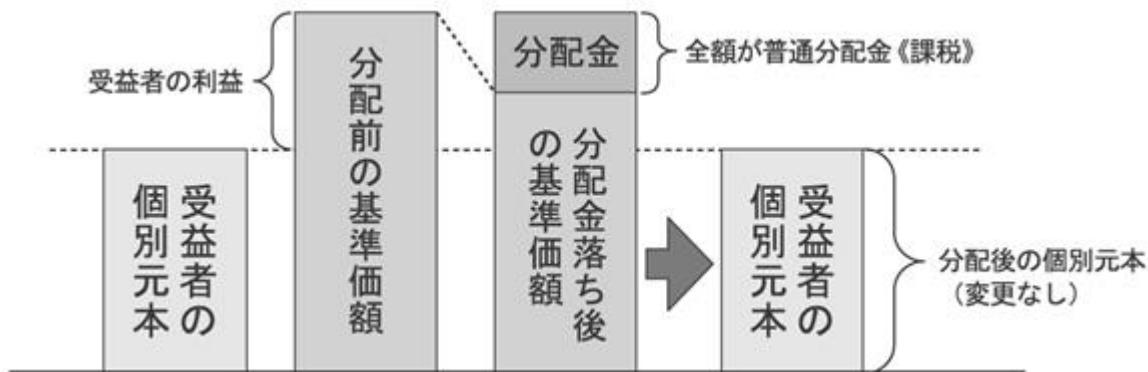 受益者の利益
受益者の
個別元本
分配前の基準価額
分配金
全額が普通分配金《課税》
分配金落ち後
の基準価額
受益者の
個別元本
分配後の個別元本
（変更なし）